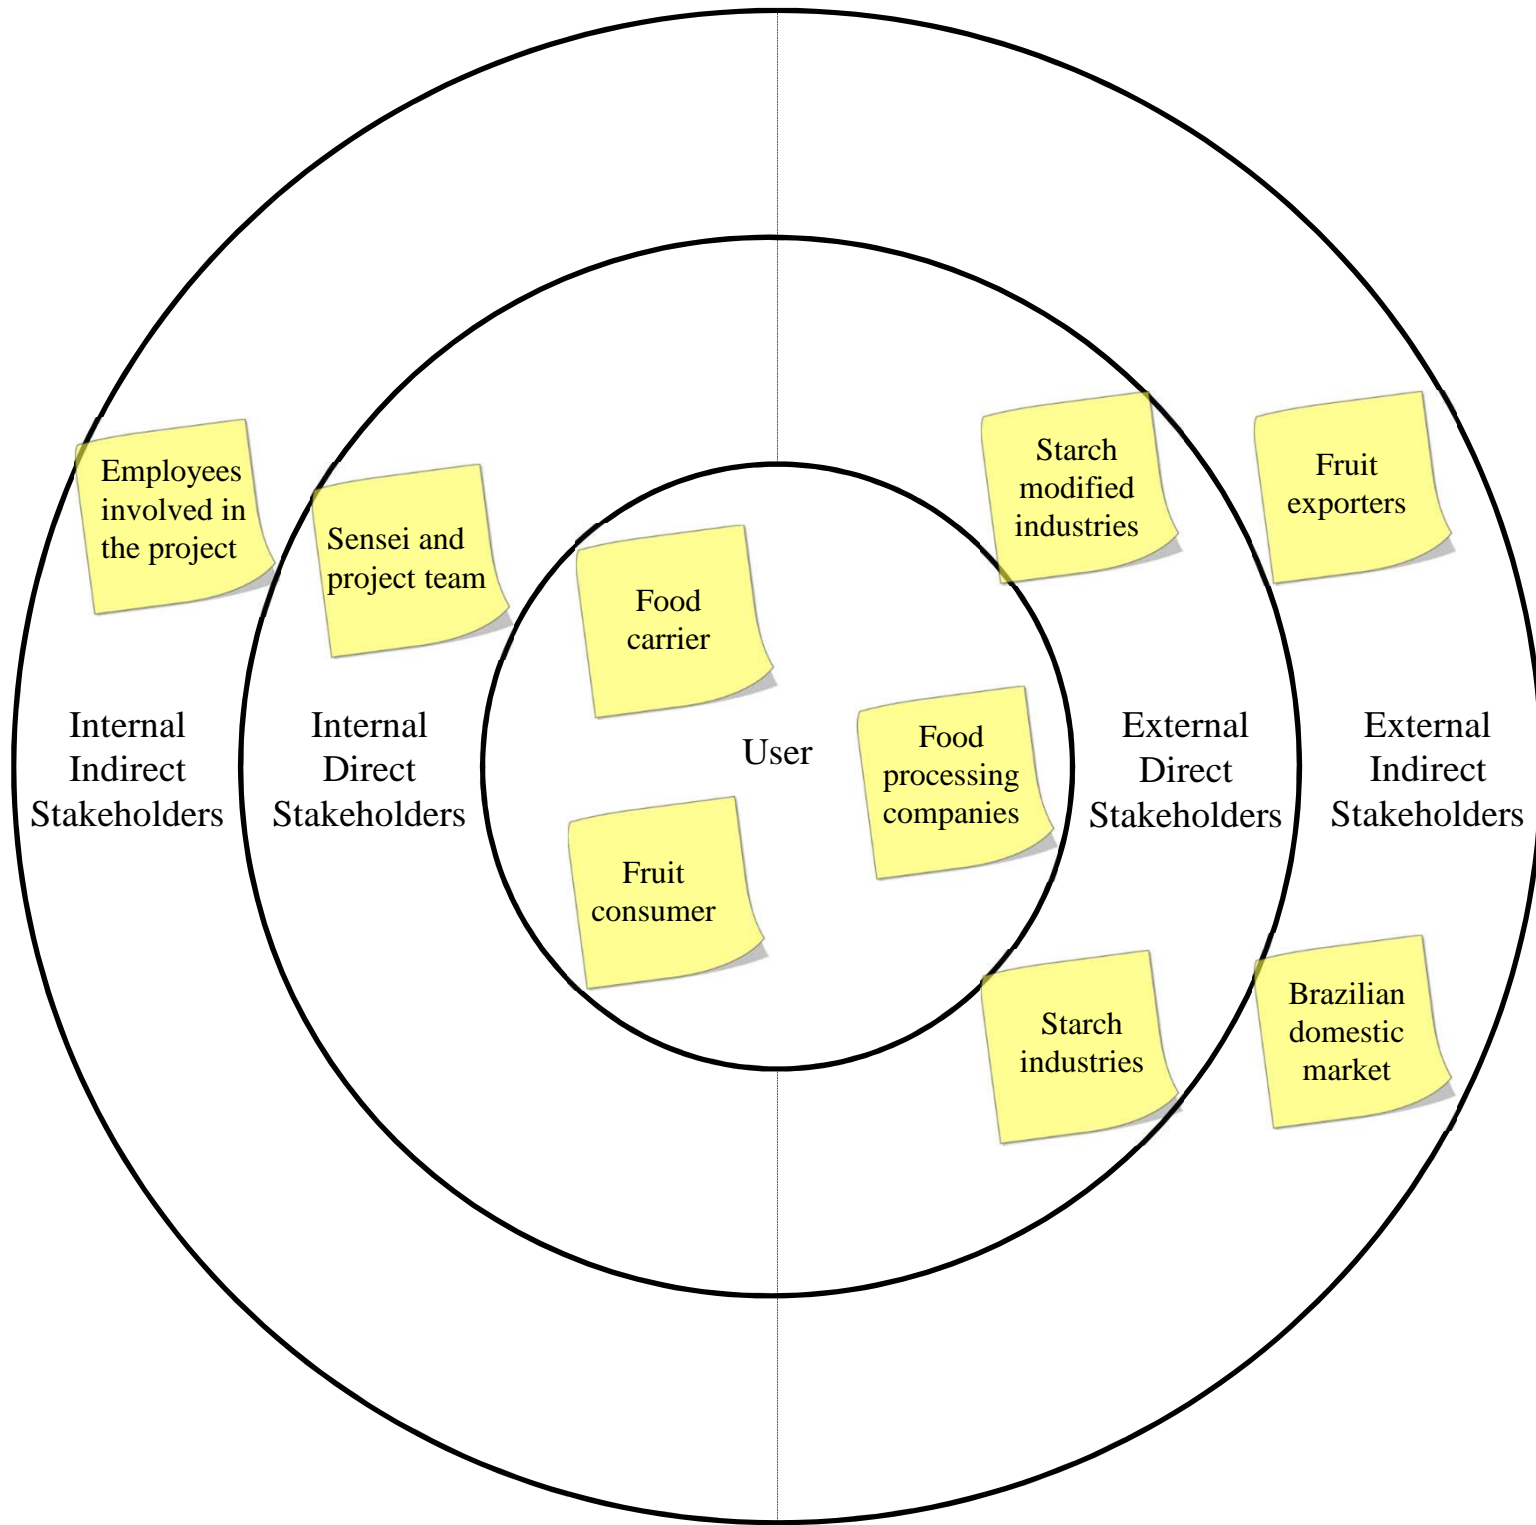 Employees
involved in
the project
Sensei and
project team
Food
carrier
Starch
modified
industries
Fruit
exporters
Internal
Indirect
Stakeholders
Internal
Direct
Stakeholders
User
Food
processing
companies
External
Direct
Stakeholders
External
Indirect
Stakeholders
Fruit
consumer
Starch
industries
Brazilian
domestic
market